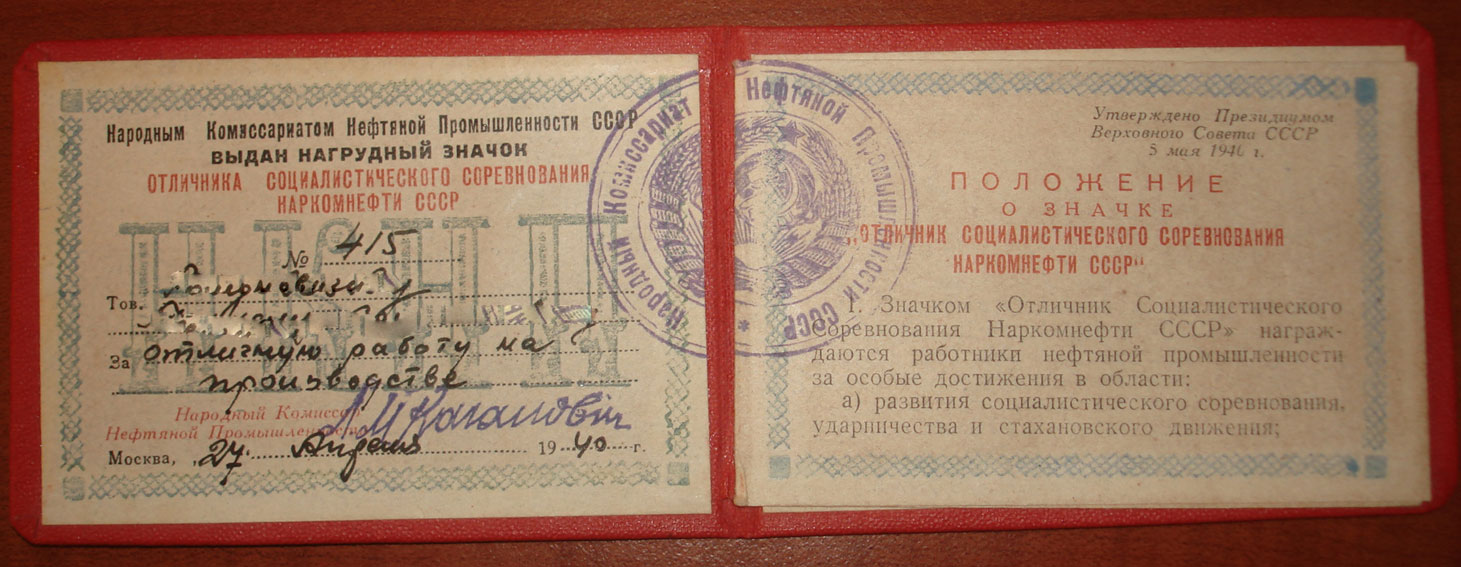 Народным Комиссариатом Нефтяной Промышленности СССР
ВЫДАН НАГРУДНЫЙ ЗНАЧОК
ОТЛИЧНИКА СОЦИАЛИСТИЧЕСКОГО СОРЕВНОВАНИЯ
НАРКОМНЕФТИ СССР
№ 415
Тов.
За отличную работу на
производстве
Народный Комиссар
Нефтяной Промышленности
Каганович
Москва, 27 Апреля 1940 г.
Народный Комиссариат Нефтяной Промышленности СССР
Утверждено Президиумом
Верховного Совета СССР
5 мая 1940 г.
ПОЛОЖЕНИЕ
О ЗНАЧКЕ
„ОТЛИЧНИК СОЦИАЛИСТИЧЕСКОГО СОРЕВНОВАНИЯ
НАРКОМНЕФТИ СССР"
1. Значком «Отличник Социалистического
Соревнования Наркомнефти СССР» награж-
даются работники нефтяной промышленности
за особые достижения в области:
а) развития социалистического соревнования,
ударничества и стахановского движения;